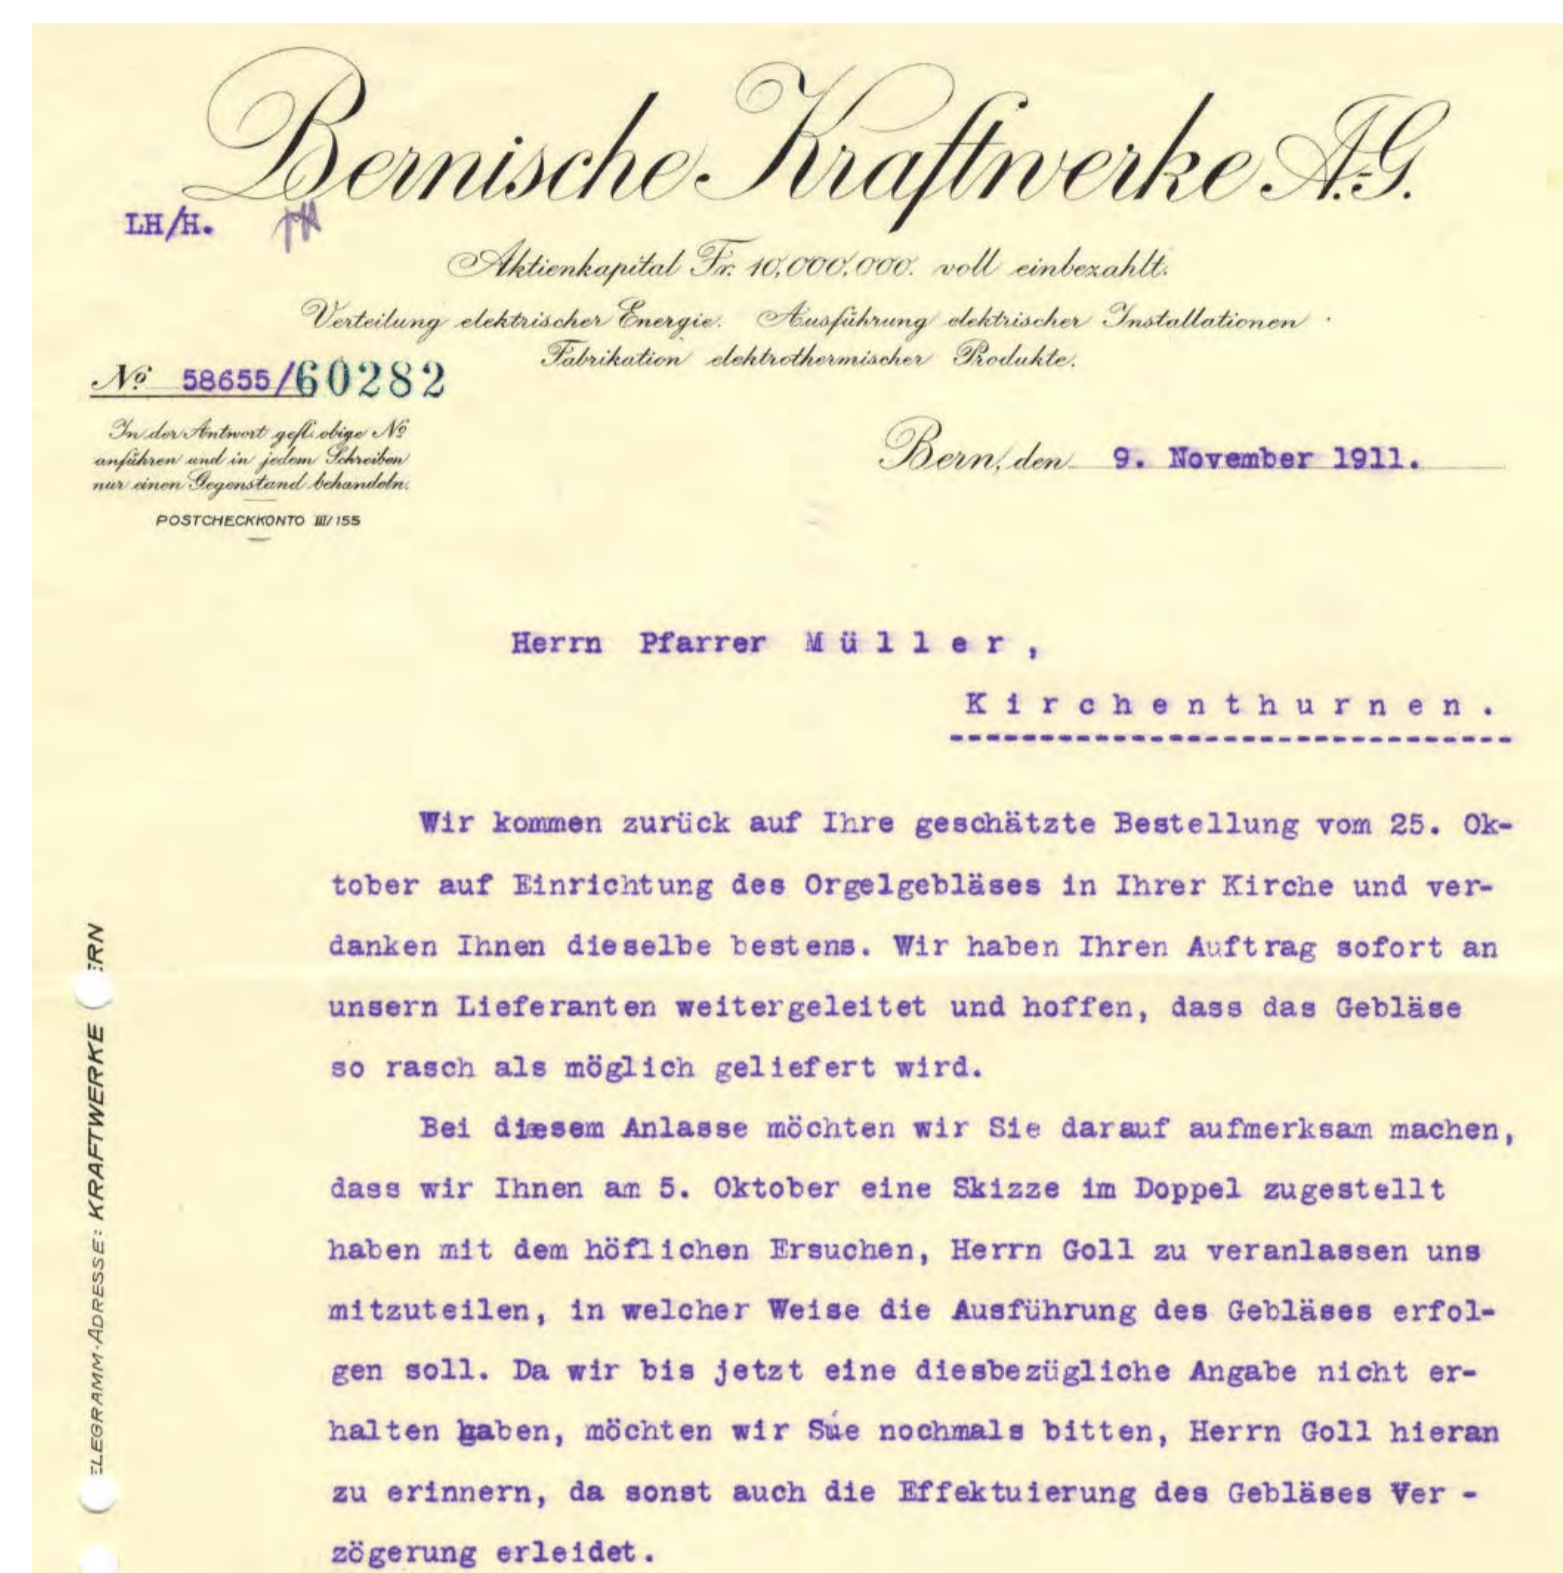 Bernische Kraftwerke A.-G.
LH/H.
Aktienkapital Fr. 10,000,000. voll einbezahlt.
Verteilung elektrischer Energie. Ausführung elektrischer Installationen
Fabrikation elektrothermischer Produkte.
No 58655/60282
In der Antwort gefl. obige No
anführen und in jedem Schreiben
nur einen Gegenstand behandeln.
POSTCHECKKONTO III/155
Bern, den 9. November 1911.
Herrn Pfarrer Müller,
Kirchenthurnen.
Wir kommen zurück auf Ihre geschätzte Bestellung vom 25. Ok-
tober auf Einrichtung des Orgelgebläses in Ihrer Kirche und ver-
danken Ihnen dieselbe bestens. Wir haben Ihren Auftrag sofort an
unsern Lieferanten weitergeleitet und hoffen, dass das Gebläse
so rasch als möglich geliefert wird.
Bei diesem Anlasse möchten wir Sie darauf aufmerksam machen,
dass wir Ihnen am 5. Oktober eine Skizze im Doppel zugestellt
haben mit dem höflichen Ersuchen, Herrn Goll zu veranlassen uns
mitzuteilen, in welcher Weise die Ausführung des Gebläses erfol-
gen soll. Da wir bis jetzt eine diesbezügliche Angabe nicht er-
halten haben, möchten wir Sie nochmals bitten, Herrn Goll hieran
zu erinnern, da sonst auch die Effektuierung des Gebläses Ver -
zögerung erleidet.
ELEGRAMM-ADRESSE: KRAFTWERKE ERN